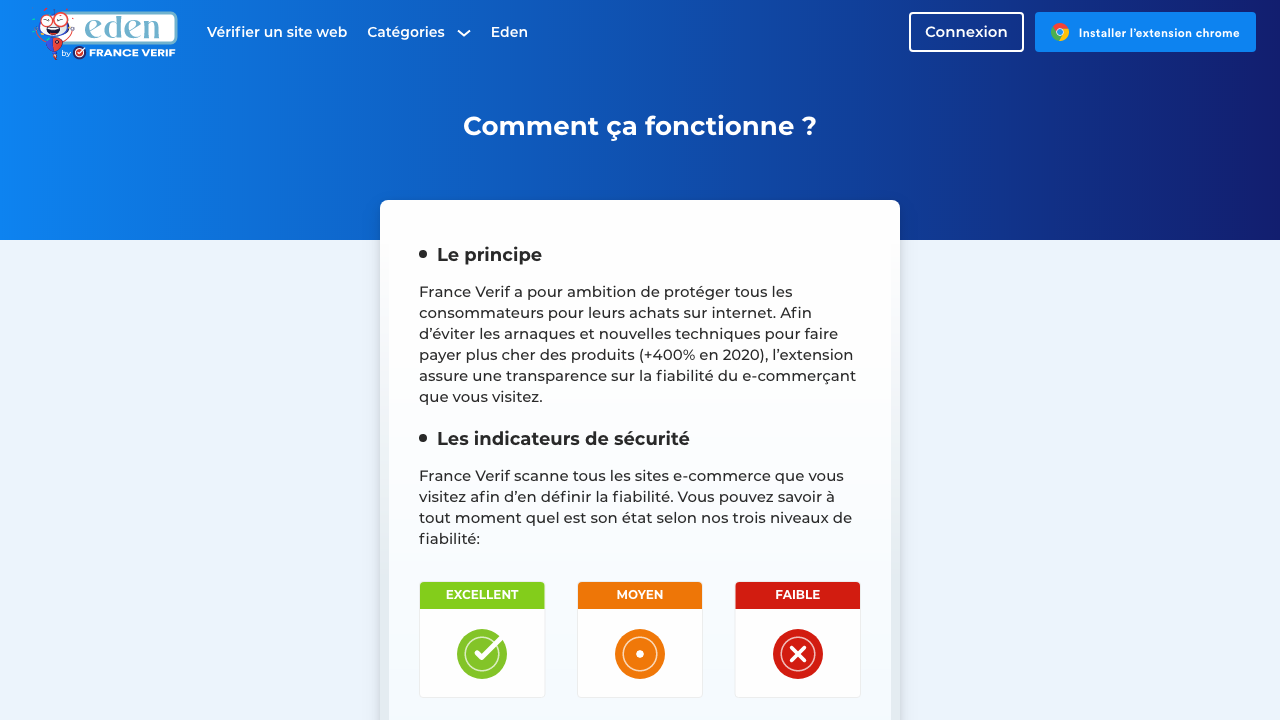 eden
by FRANCE VERIF
Vérifier un site web
Catégories
Eden
Connexion
Installer l'extension chrome
Comment ça fonctionne ?
Le principe
France Verif a pour ambition de protéger tous les
consommateurs pour leurs achats sur internet. Afin
d’éviter les arnaques et nouvelles techniques pour faire
payer plus cher des produits (+400% en 2020), l’extension
assure une transparence sur la fiabilité du e-commerçant
que vous visitez.
Les indicateurs de sécurité
France Verif scanne tous les sites e-commerce que vous
visitez afin d’en définir la fiabilité. Vous pouvez savoir à
tout moment quel est son état selon nos trois niveaux de
fiabilité:
EXCELLENT
MOYEN
FAIBLE